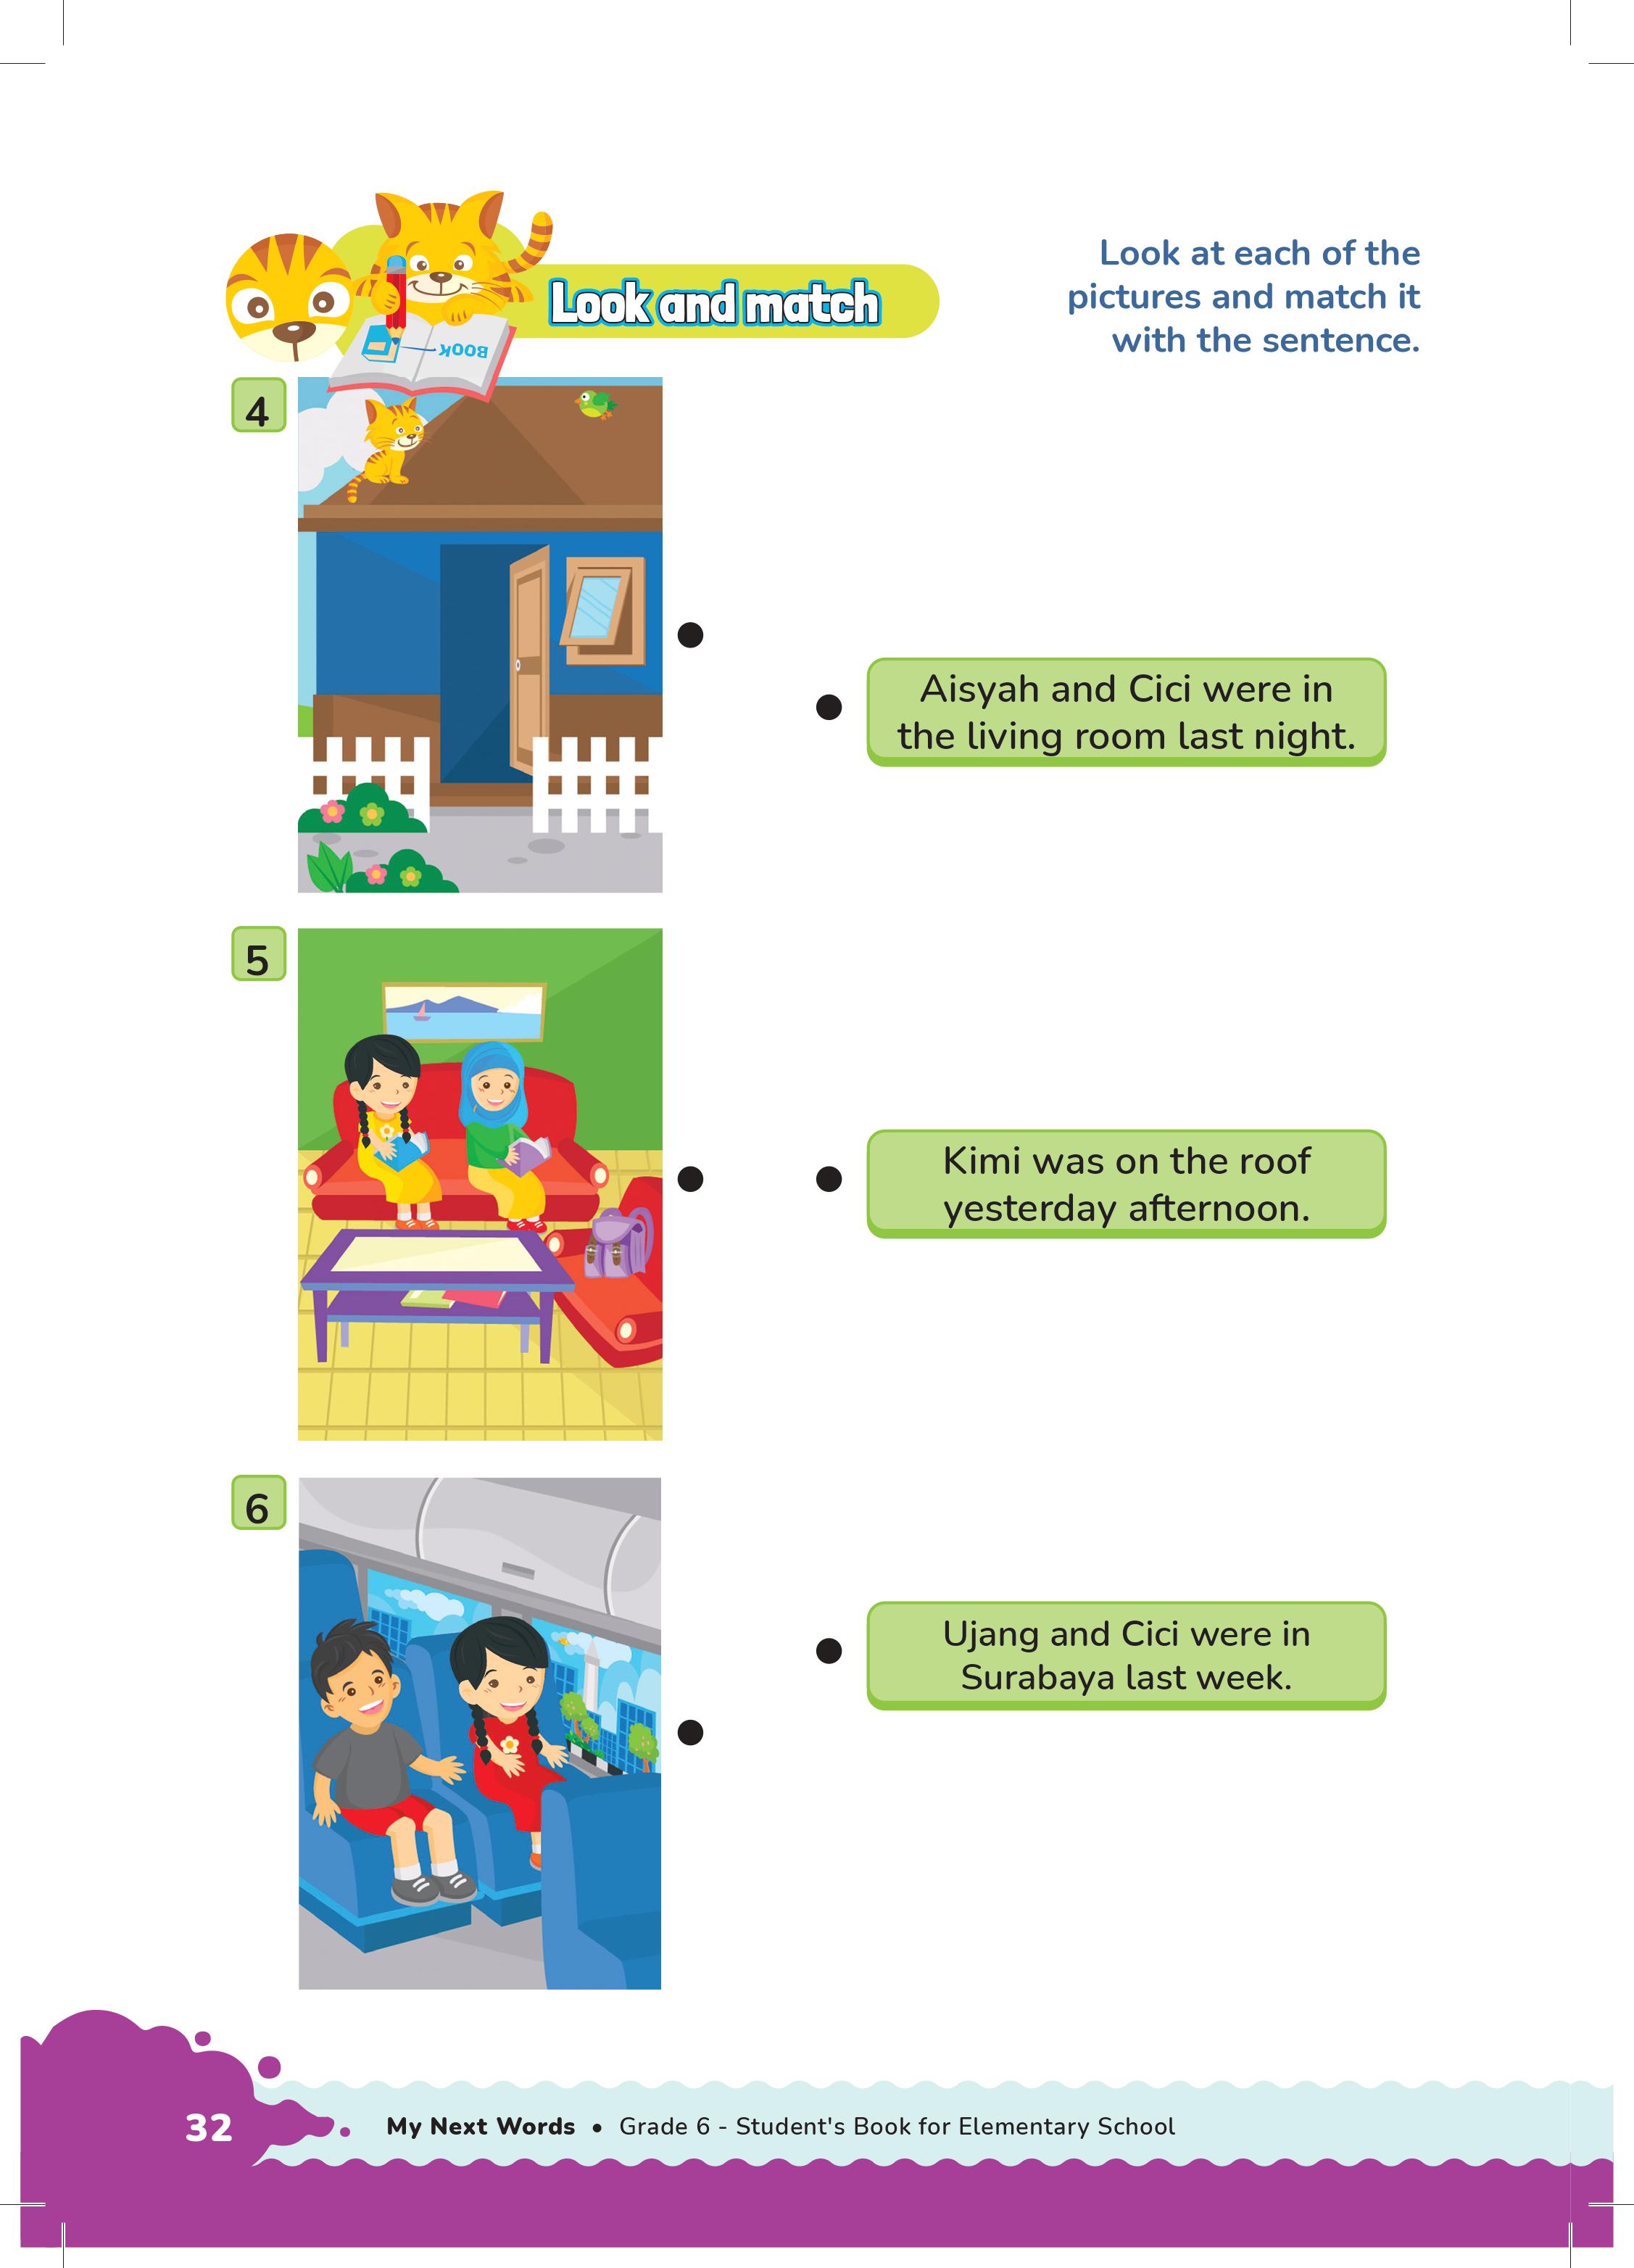 Look and match
Look at each of the
pictures and match it
with the sentence.
BOOK
4
Aisyah and Cici were in
the living room last night.
5
Kimi was on the roof
yesterday afternoon.
6
Ujang and Cici were in
Surabaya last week.
32
My Next Words • Grade 6 - Student's Book for Elementary School